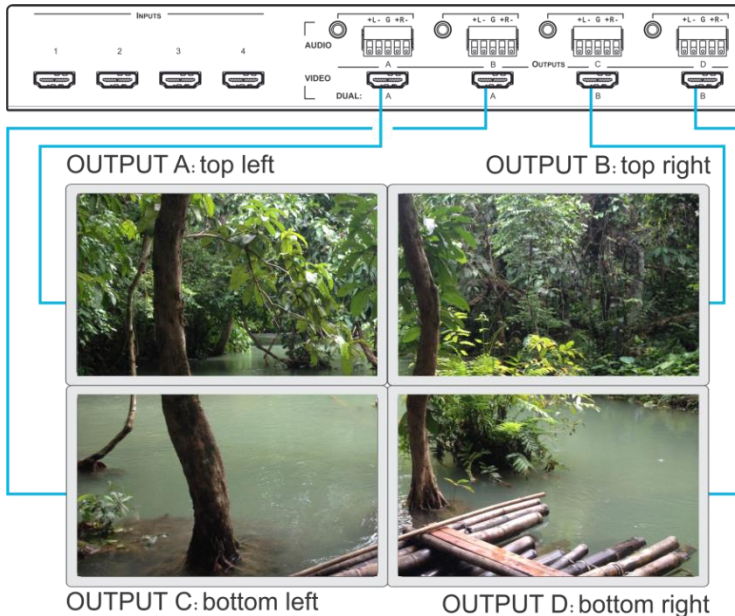 INPUTS
1 2 3 4
+L- G +R- +L- G +R- +L- G +R- +L- G +R-
AUDIO
A B OUTPUTS C D
VIDEO
DUAL: A A B B
OUTPUT A: top left OUTPUT B: top right
OUTPUT C: bottom left OUTPUT D: bottom right